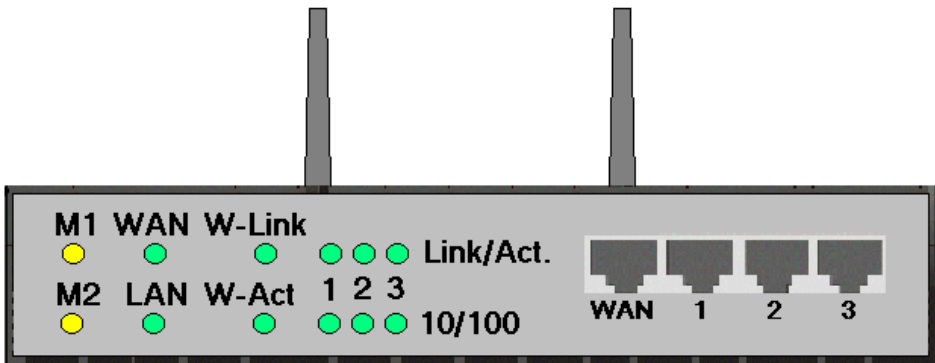 M1 WAN W-Link
Link/Act.
M2 LAN W-Act 1 2 3
10/100
WAN 1 2 3